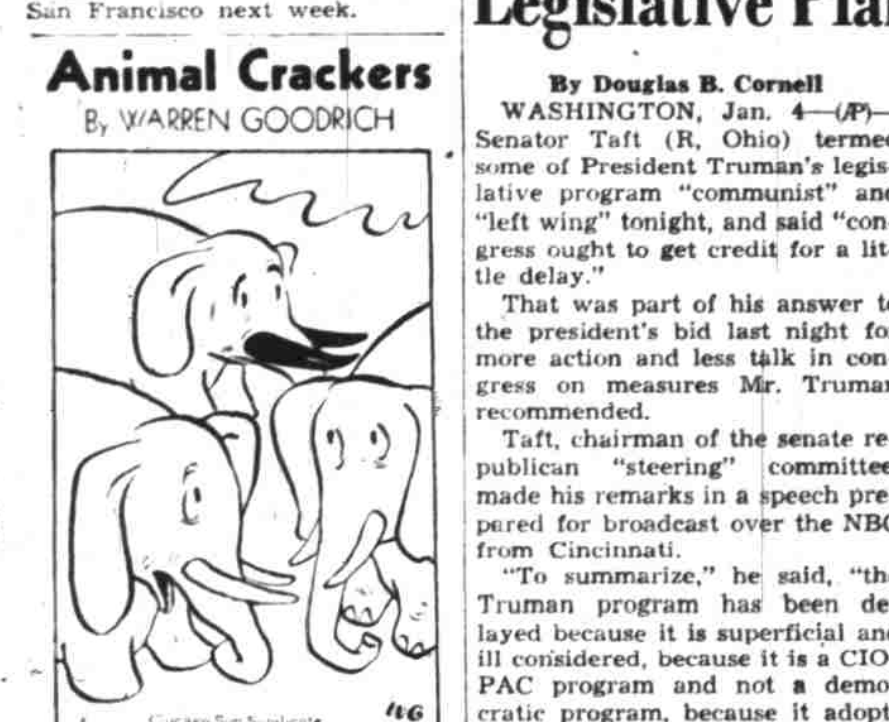 San Francisco next week.
Animal Crackers
By WARREN GOODRICH
WG
Legislative Pla
By Douglas B. Cornell
WASHINGTON, Jan. 4—(AP)—
Senator Taft (R, Ohio) termed
some of President Truman's legis-
lative program "communist" and
"left wing" tonight, and said "con-
gress ought to get credit for a lit-
tle delay."
That was part of his answer t
the president's bid last night fo
more action and less talk in con
gress on measures Mr. Truman
recommended.
Taft, chairman of the senate re
publican "steering" committee
made his remarks in a speech pre
pared for broadcast over the NBC
from Cincinnati.
"To summarize," he said, "th
Truman program has been de
layed because it is superficial an
ill considered, because it is a CIO
PAC program and not a demo
cratic program, because it adopt